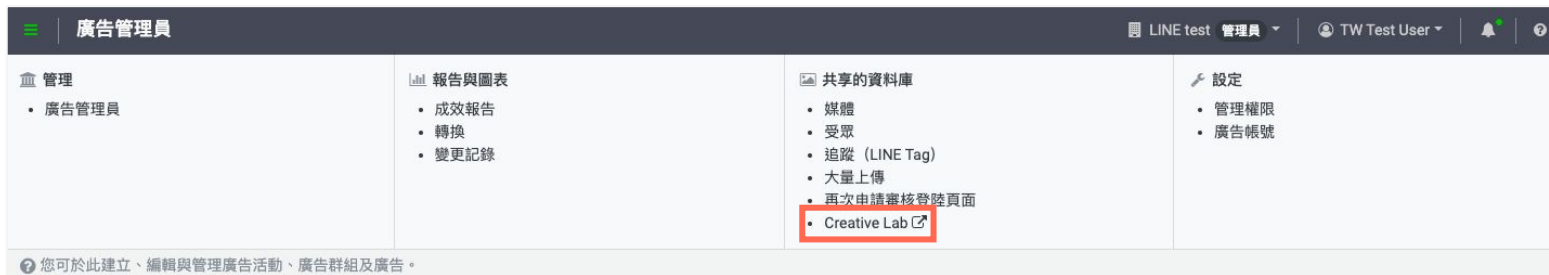 廣告管理員
LINE test 管理員
TW Test User
管理
廣告管理員
報告與圖表
成效報告
轉換
變更記錄
共享的資料庫
媒體
受眾
追蹤（LINE Tag）
大量上傳
再次申請審核登陸頁面
Creative Lab
設定
管理權限
廣告帳號
您可於此建立、編輯與管理廣告活動、廣告群組及廣告。